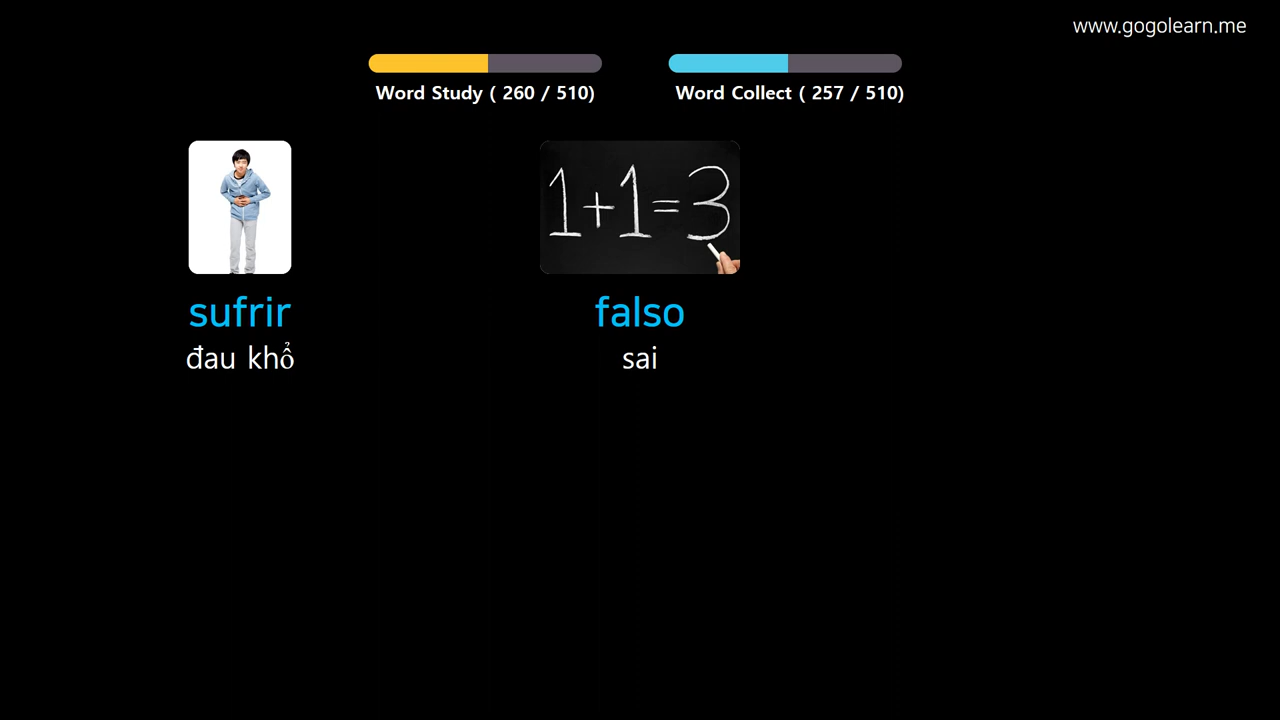 www.gogolearn.me
Word Study ( 260 / 510)
Word Collect ( 257 / 510)
1+1=3
sufrir
falso
đau khổ
sai